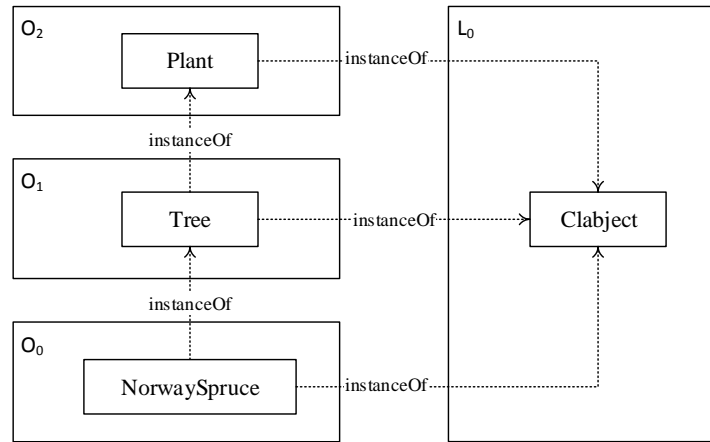 O₂
Plant
instanceOf
L₀
instanceOf
O₁
Tree
instanceOf
Clabject
instanceOf
O₀
NorwaySpruce
instanceOf